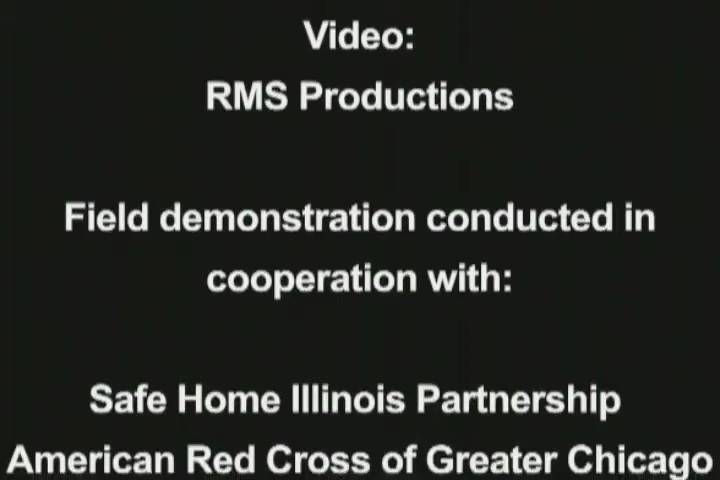 Video:
RMS Productions
Field demonstration conducted in
cooperation with:
Safe Home Illinois Partnership
American Red Cross of Greater Chicago